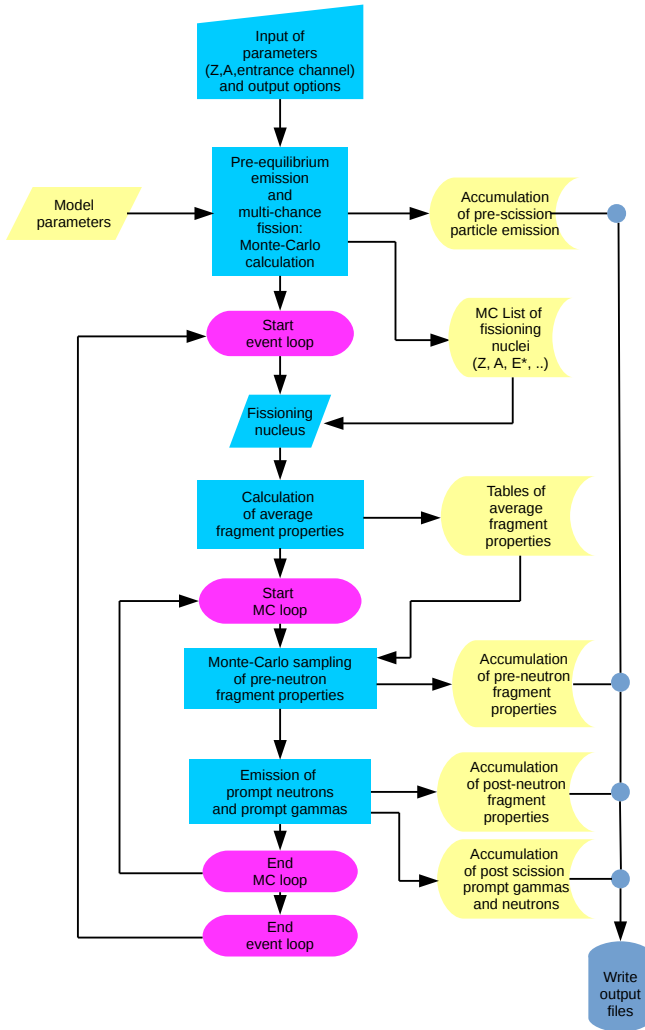 Input of
parameters
(Z,A,entrance channel)
and output options
Pre-equilibrium
emission
and
multi-chance
fission:
Monte-Carlo
calculation
Model
parameters
Accumulation
of pre-scission
particle emission
Start
event loop
MC List of
fissioning
nuclei
(Z, A, E*, ..)
Fissioning
nucleus
Calculation
of average
fragment properties
Tables of
average
fragment
properties
Start
MC loop
Monte-Carlo sampling
of pre-neutron
fragment properties
Accumulation
of pre-neutron
fragment
properties
Emission of
prompt neutrons
and prompt gammas
Accumulation
of post-neutron
fragment
properties
End
MC loop
Accumulation
of post scission
prompt gammas
and neutrons
End
event loop
Write
output
files